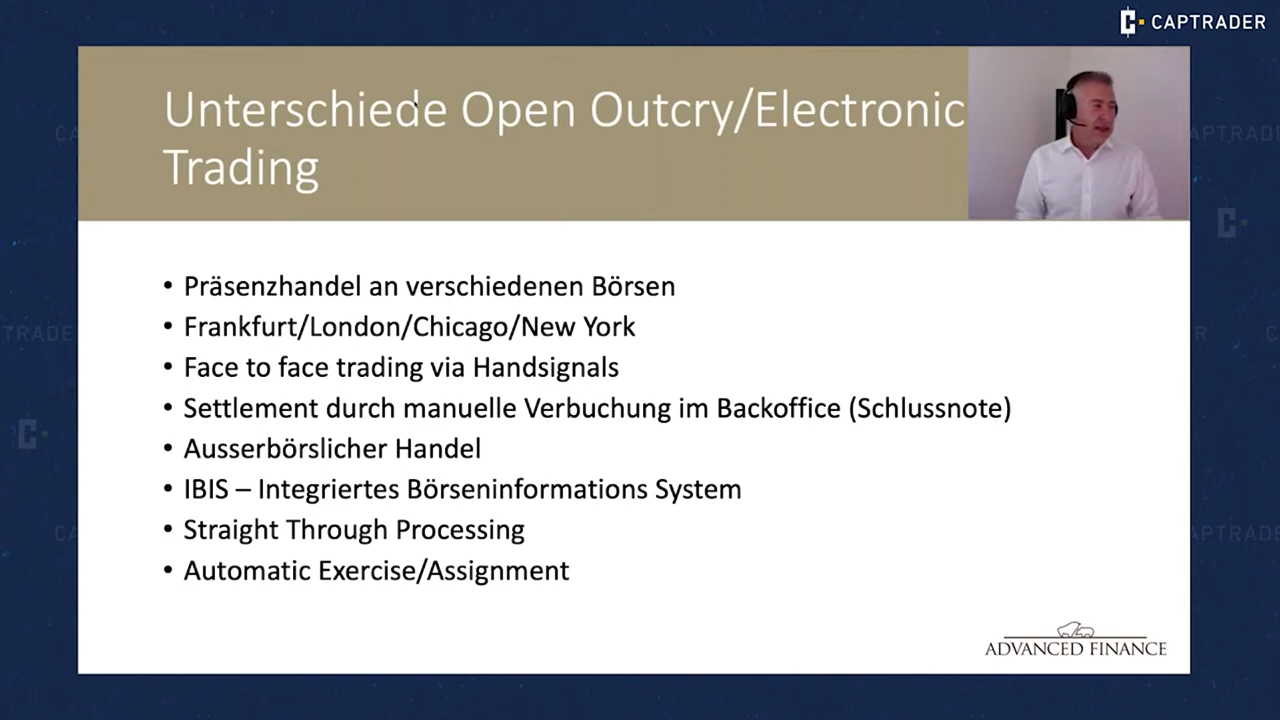 CAPTRADER
Unterschiede Open Outcry/Electronic
Trading
• Präsenzhandel an verschiedenen Börsen
• Frankfurt/London/Chicago/New York
• Face to face trading via Handsignals
• Settlement durch manuelle Verbuchung im Backoffice (Schlussnote)
• Ausserbörslicher Handel
• IBIS – Integriertes Börseninformations System
• Straight Through Processing
• Automatic Exercise/Assignment
ADVANCED FINANCE